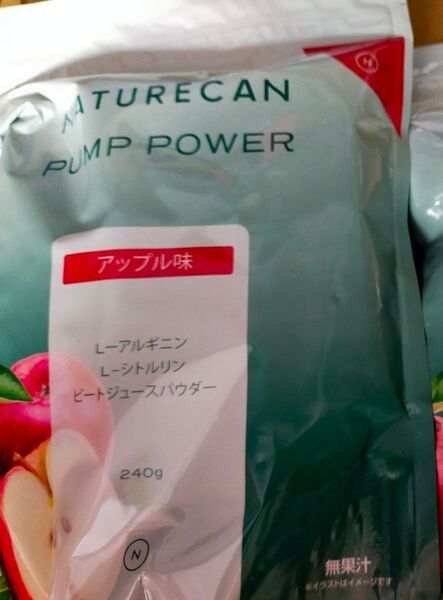 N
NATURECAN
PUMP POWER
アップル味
L-アルギニン
L-シトルリン
ビートジュースパウダー
240g
N
無果汁
※イラストはイメージです